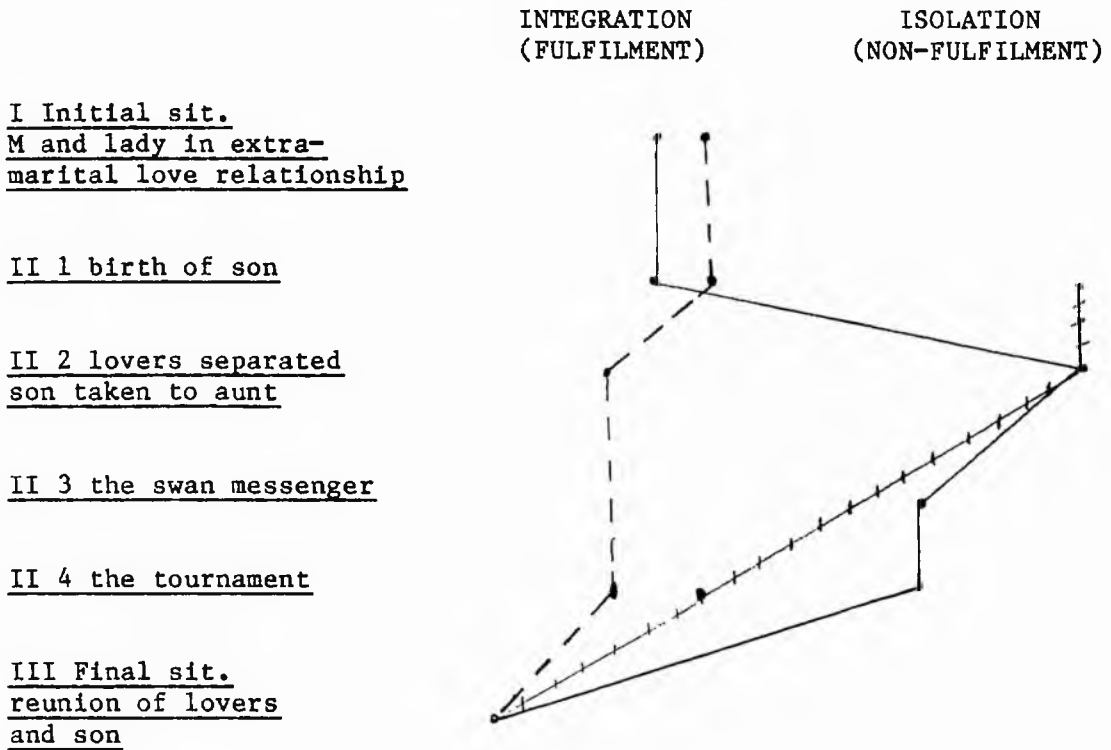 INTEGRATION ISOLATION
(FULFILMENT) (NON-FULFILMENT)
I Initial sit.
M and lady in extra-
marital love relationship
II 1 birth of son
II 2 lovers separated
son taken to aunt
II 3 the swan messenger
II 4 the tournament
III Final sit.
reunion of lovers
and son